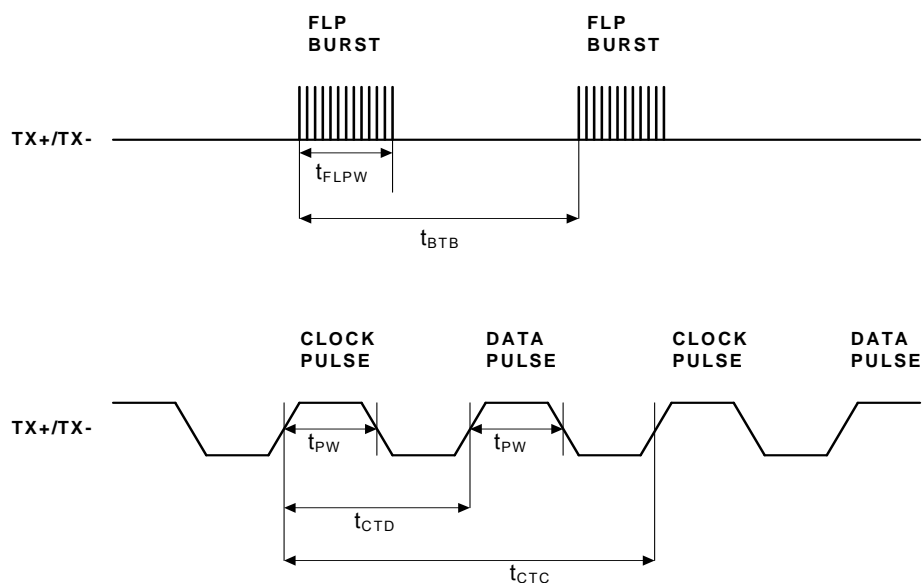 FLP BURST
FLP BURST
TX+/TX-
tFLPW
tBTB
CLOCK PULSE
DATA PULSE
CLOCK PULSE
DATA PULSE
TX+/TX-
tPW
tPW
tCTD
tCTC